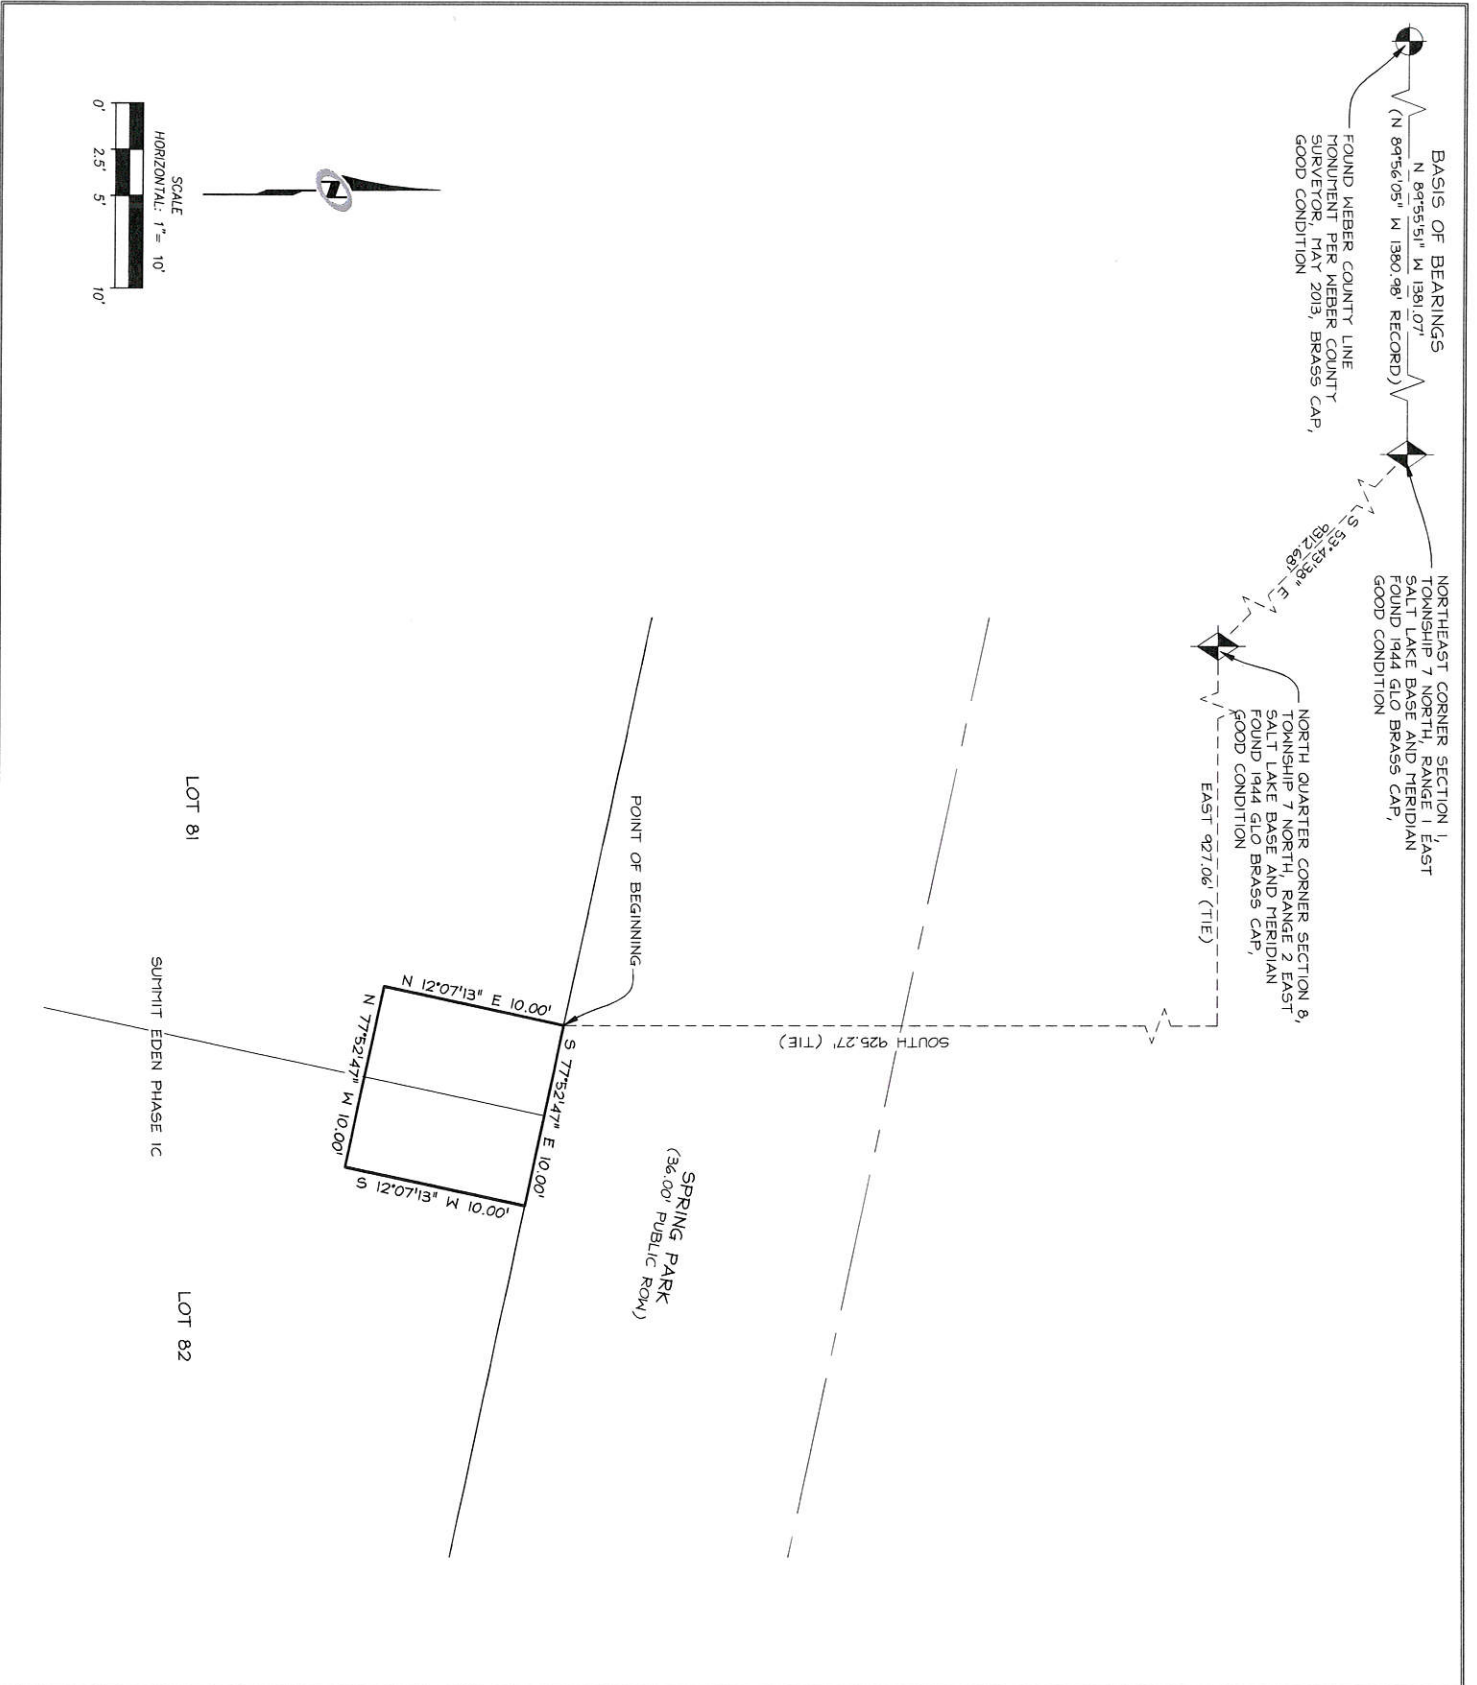 BASIS OF BEARINGS
N 89°55'51" W 1381.07'
(N 89°56'05" W 1380.98' RECORD)
FOUND WEBER COUNTY LINE
MONUMENT PER WEBER COUNTY
SURVEYOR, MAY 2013, BRASS CAP,
GOOD CONDITION
NORTHEAST CORNER SECTION 1,
TOWNSHIP 7 NORTH, RANGE 1 EAST
SALT LAKE BASE AND MERIDIAN
FOUND 1944 GLO BRASS CAP,
GOOD CONDITION
S 53°43'38" E
9312.68'
NORTH QUARTER CORNER SECTION 8,
TOWNSHIP 7 NORTH, RANGE 2 EAST
SALT LAKE BASE AND MERIDIAN
FOUND 1944 GLO BRASS CAP,
GOOD CONDITION
EAST 927.06' (TIE)
SOUTH 925.27' (TIE)
SPRING PARK
(36.00' PUBLIC ROW)
POINT OF BEGINNING
S 77°52'47" E 10.00'
N 12°07'13" E 10.00'
S 12°07'13" W 10.00'
N 77°52'47" W 10.00'
LOT 81
LOT 82
SUMMIT EDEN PHASE 1C
N
SCALE
HORIZONTAL: 1"= 10'
0' 2.5' 5' 10'